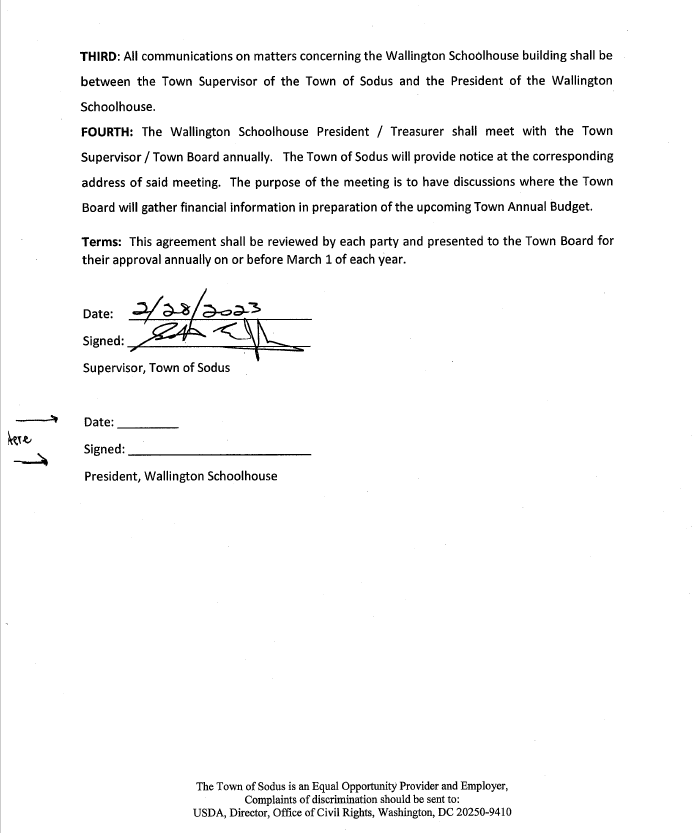 THIRD: All communications on matters concerning the Wallington Schoolhouse building shall be
between the Town Supervisor of the Town of Sodus and the President of the Wallington
Schoolhouse.
FOURTH: The Wallington Schoolhouse President / Treasurer shall meet with the Town
Supervisor / Town Board annually. The Town of Sodus will provide notice at the corresponding
address of said meeting. The purpose of the meeting is to have discussions where the Town
Board will gather financial information in preparation of the upcoming Town Annual Budget.
Terms: This agreement shall be reviewed by each party and presented to the Town Board for
their approval annually on or before March 1 of each year.
Date: 2/28/2023
Signed:
Supervisor, Town of Sodus
Date:
Here
Signed:
President, Wallington Schoolhouse
The Town of Sodus is an Equal Opportunity Provider and Employer,
Complaints of discrimination should be sent to:
USDA, Director, Office of Civil Rights, Washington, DC 20250-9410